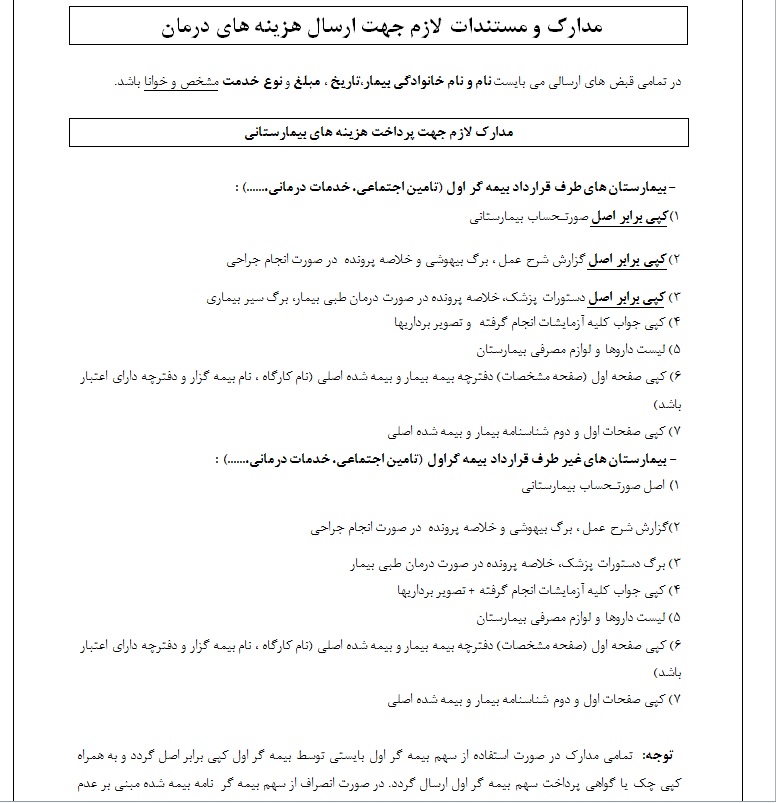 مدارک و مستندات لازم جهت ارسال هزینه های درمان
در تمامی قبض های ارسالی می بایست نام و نام خانوادگی بیمار،تاریخ ، مبلغ و نوع خدمت مشخص و خوانا باشد.
مدارک لازم جهت پرداخت هزینه های بیمارستانی
- بیمارستان های طرف قرارداد بیمه گر اول (تامین اجتماعی، خدمات درمانی،......) :
۱)کپی برابر اصل صورتحساب بیمارستانی
۲)کپی برابر اصل گزارش شرح عمل ، برگ بیهوشی و خلاصه پرونده در صورت انجام جراحی
۳)کپی برابر اصل دستورات پزشک، خلاصه پرونده در صورت درمان طبی بیمار، برگ سیر بیماری
۴) کپی جواب کلیه آزمایشات انجام گرفته و تصویر برداریها
۵) لیست داروها و لوازم مصرفی بیمارستان
۶) کپی صفحه اول (صفحه مشخصات) دفترچه بیمه بیمار و بیمه شده اصلی (نام کارگاه ، نام بیمه گزار و دفترچه دارای اعتبار
باشد)
۷) کپی صفحات اول و دوم شناسنامه بیمار و بیمه شده اصلی
- بیمارستان های غیر طرف قرارداد بیمه گراول (تامین اجتماعی، خدمات درمانی،......) :
۱) اصل صورتحساب بیمارستانی
۲)گزارش شرح عمل ، برگ بیهوشی و خلاصه پرونده در صورت انجام جراحی
۳) برگ دستورات پزشک، خلاصه پرونده در صورت درمان طبی بیمار
۴) کپی جواب کلیه آزمایشات انجام گرفته + تصویر برداریها
۵) لیست داروها و لوازم مصرفی بیمارستان
۶) کپی صفحه اول (صفحه مشخصات) دفترچه بیمه بیمار و بیمه شده اصلی (نام کارگاه ، نام بیمه گزار و دفترچه دارای اعتبار
باشد)
۷) کپی صفحات اول و دوم شناسنامه بیمار و بیمه شده اصلی
توجه: تمامی مدارک در صورت استفاده از سهم بیمه گر اول بایستی توسط بیمه گر اول کپی برابر اصل گردد و به همراه
کپی چک یا گواهی پرداخت سهم بیمه گر اول ارسال گردد. در صورت انصراف از سهم بیمه گر نامه بیمه شده مبنی بر عدم